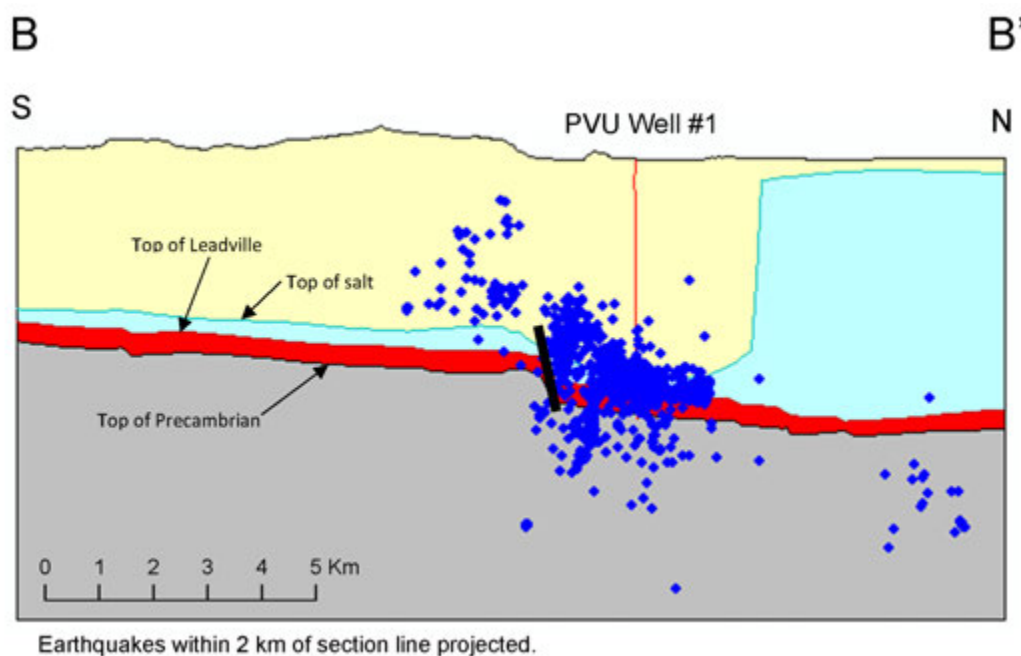 B B'
S N
PVU Well #1
Top of Leadville
Top of salt
Top of Precambrian
0 1 2 3 4 5 Km
Earthquakes within 2 km of section line projected.